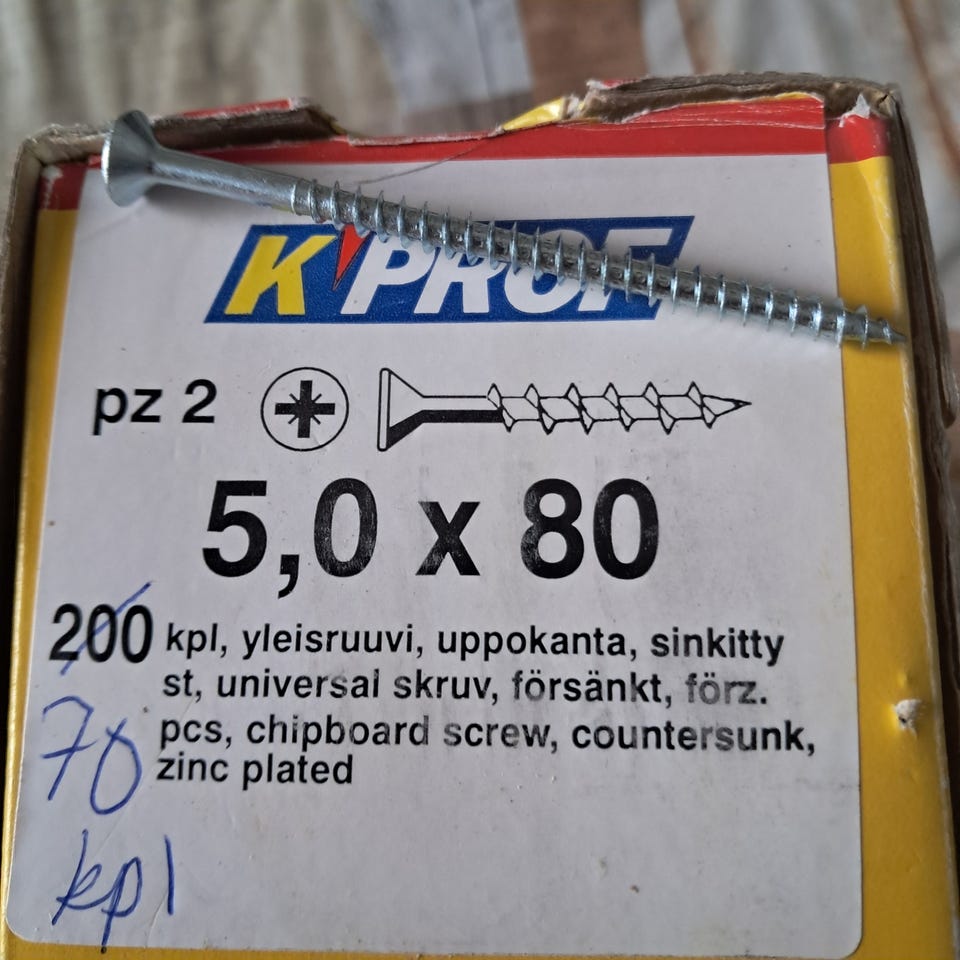 K'PROF
pz 2
5,0 x 80
200 kpl, yleisruuvi, uppokanta, sinkitty
st, universal skruv, försänkt, förz.
pcs, chipboard screw, countersunk,
zinc plated
70
kpl